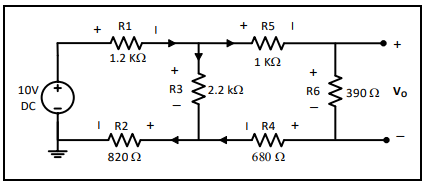 + R1 I + R5 I
+
1.2 KΩ 1 KΩ
+ +
10V + R3 2.2 kΩ R6 390 Ω Vo
DC − − −
I R2 + I R4 + −
820 Ω 680 Ω